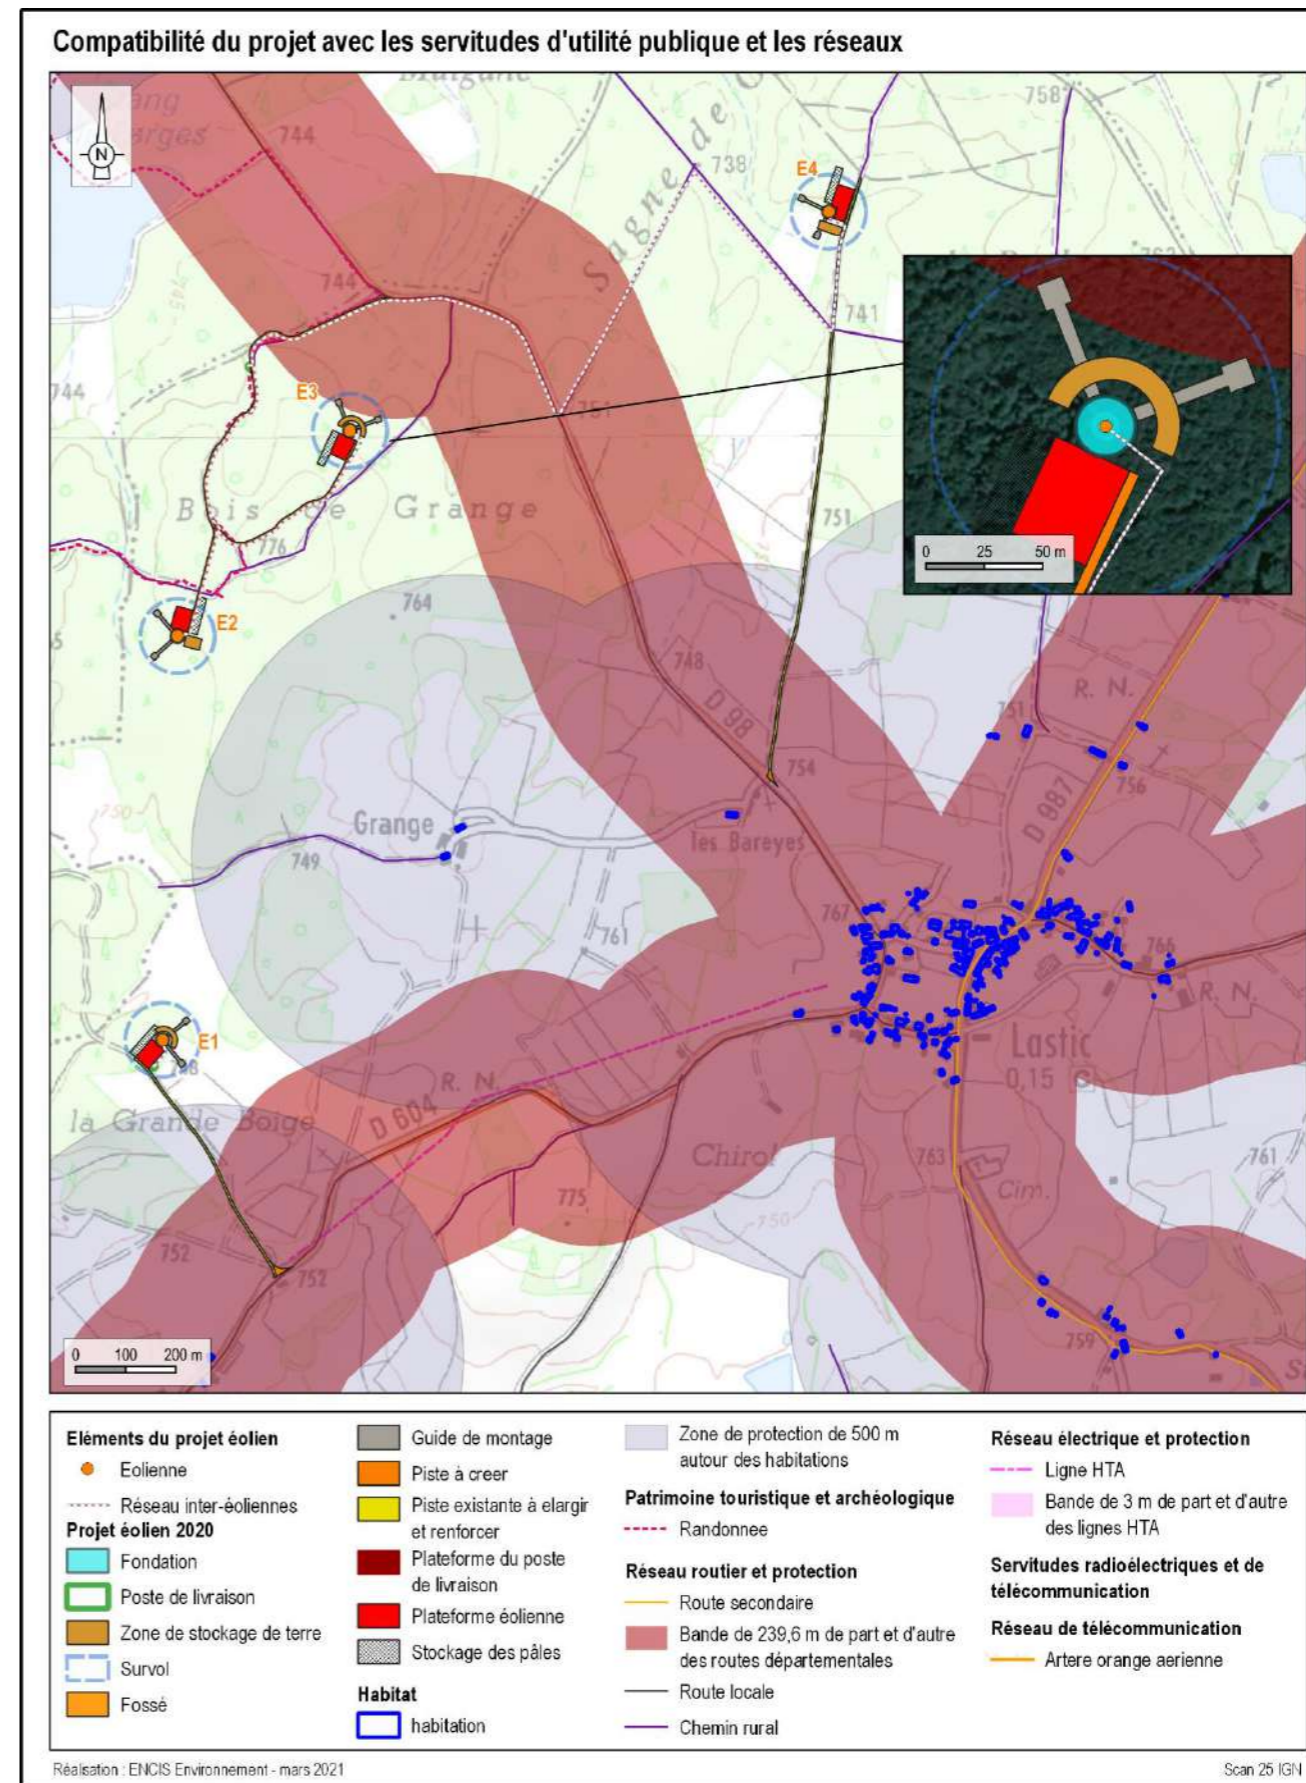 Compatibilité du projet avec les servitudes d'utilité publique et les réseaux
N
744
738
758
E4
Sagne de
744
745
741
744
E3
751
Bois de Grange
751
776
764
E2
748
D 98
R. N.
751
754
756
D 987
750
Grange
les Bareyes
749
767
761
766
R. N.
E1
Lastic
0,15
R. N.
la Grande Boige
D 604
Chirol
763
761
Cim.
775
750
752
752
759
0 25 50 m
0 100 200 m
Eléments du projet éolien
Eolienne
Réseau inter-éoliennes
Projet éolien 2020
Fondation
Poste de livraison
Zone de stockage de terre
Survol
Fossé
Guide de montage
Piste à creer
Piste existante à elargir
et renforcer
Plateforme du poste
de livraison
Plateforme éolienne
Stockage des pâles
Habitat
habitation
Zone de protection de 500 m
autour des habitations
Patrimoine touristique et archéologique
Randonnee
Réseau routier et protection
Route secondaire
Bande de 239,6 m de part et d'autre
des routes départementales
Route locale
Chemin rural
Réseau électrique et protection
Ligne HTA
Bande de 3 m de part et d'autre
des lignes HTA
Servitudes radioélectriques et de
télécommunication
Réseau de télécommunication
Artere orange aerienne
Réalisation : ENCIS Environnement - mars 2021
Scan 25 IGN